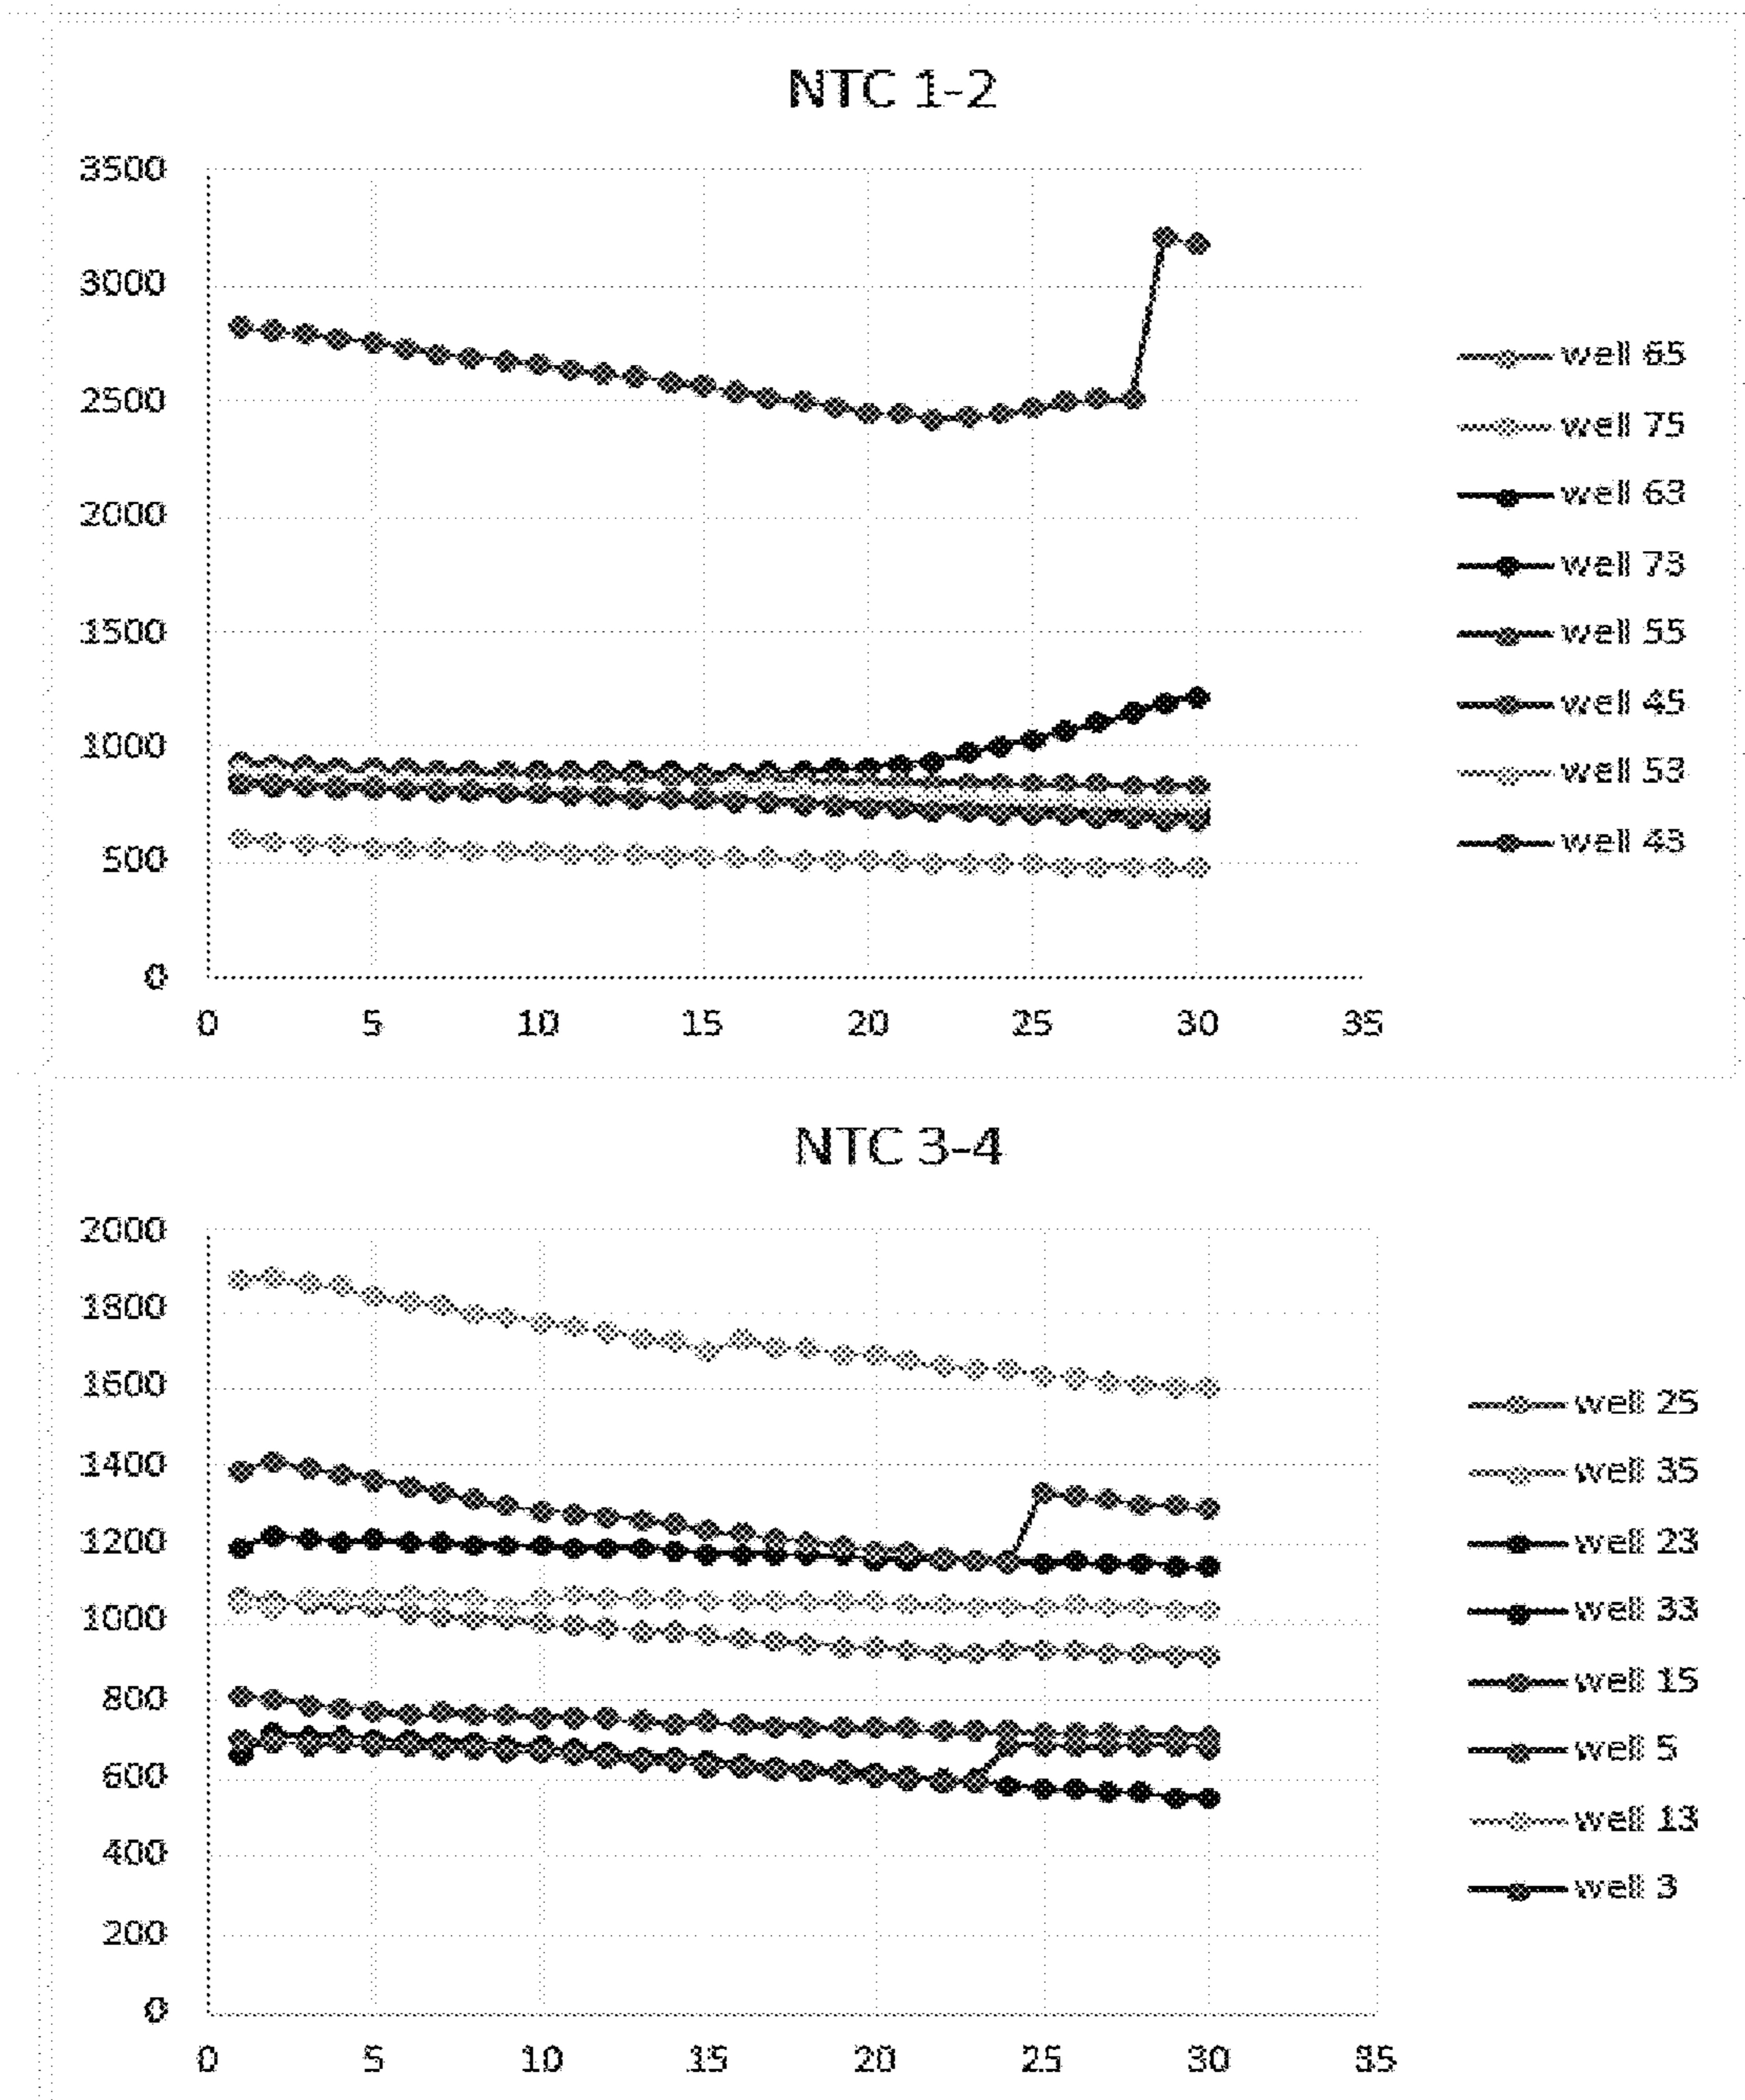 NTC 1-2
3500
3000
2500
2000
1500
1000
500
0
0 5 10 15 20 25 30 35
well 65
well 75
well 63
well 73
well 55
well 45
well 53
well 43
NTC 3-4
2000
1800
1600
1400
1200
1000
800
600
400
200
0
0 5 10 15 20 25 30 35
well 25
well 35
well 23
well 33
well 15
well 5
well 13
well 3